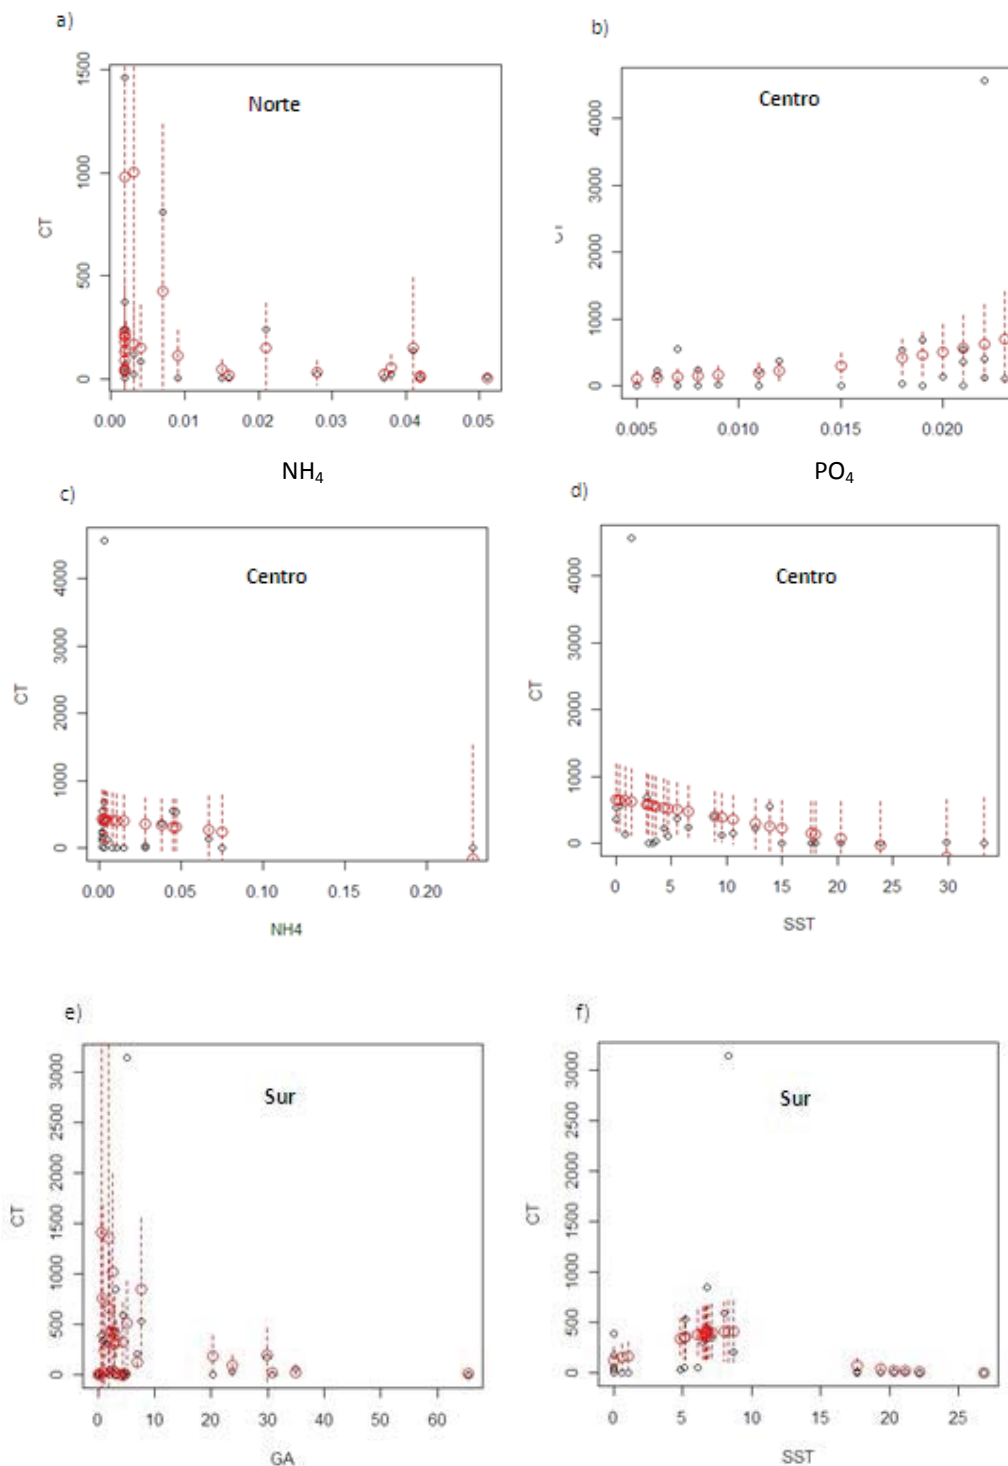 a)
Norte
CT
0 500 1000 1500
0.00 0.01 0.02 0.03 0.04 0.05
NH₄
b)
Centro
0 1000 2000 3000 4000
0.005 0.010 0.015 0.020
PO₄
c)
Centro
CT
0 1000 2000 3000 4000
0.00 0.05 0.10 0.15 0.20
NH4
d)
Centro
CT
0 1000 2000 3000 4000
0 5 10 15 20 25 30
SST
e)
Sur
CT
0 500 1000 1500 2000 2500 3000
0 10 20 30 40 50 60
GA
f)
Sur
CT
0 500 1000 1500 2000 2500 3000
0 5 10 15 20 25
SST